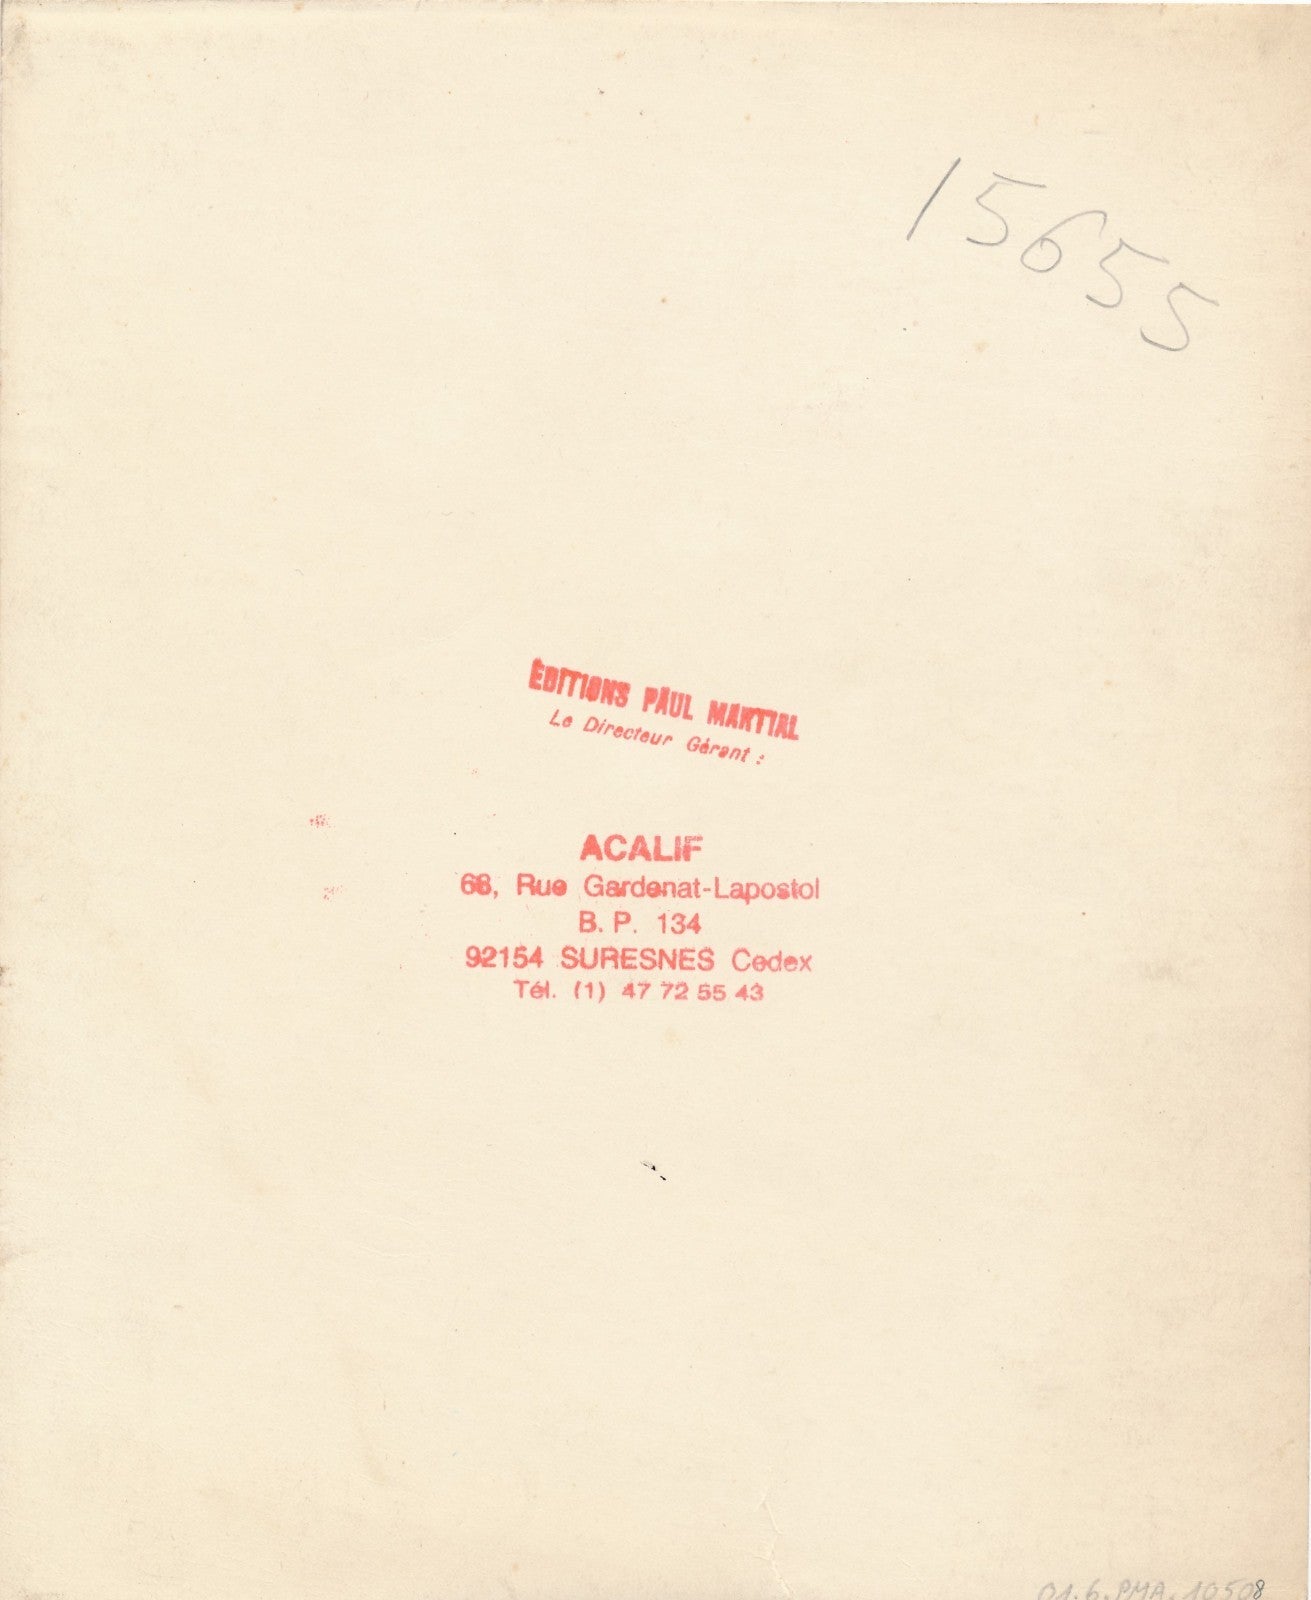 15655
ÉDITIONS PAUL MARTIAL
Le Directeur Gérant :
ACALIF
68, Rue Gardenat-Lapostol
B. P. 134
92154 SURESNES Cedex
Tél. (1) 47 72 55 43
01.6.PMA.10508